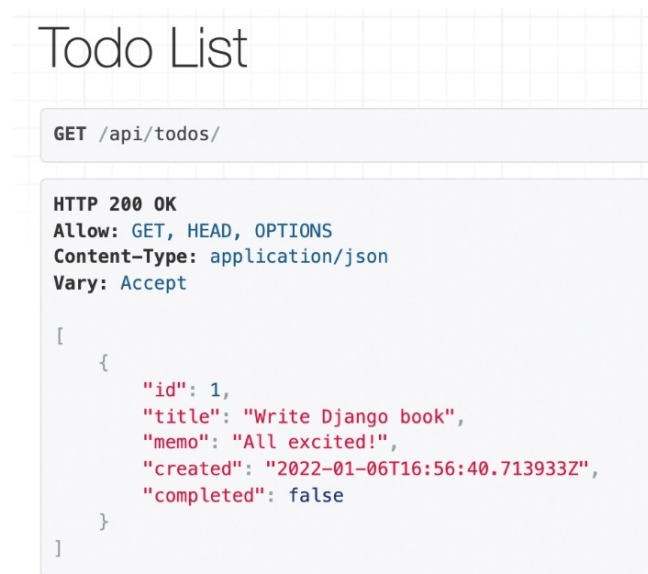 Todo List
GET /api/todos/
HTTP 200 OK
Allow: GET, HEAD, OPTIONS
Content-Type: application/json
Vary: Accept
[
    {
        "id": 1,
        "title": "Write Django book",
        "memo": "All excited!",
        "created": "2022-01-06T16:56:40.713933Z",
        "completed": false
    }
]